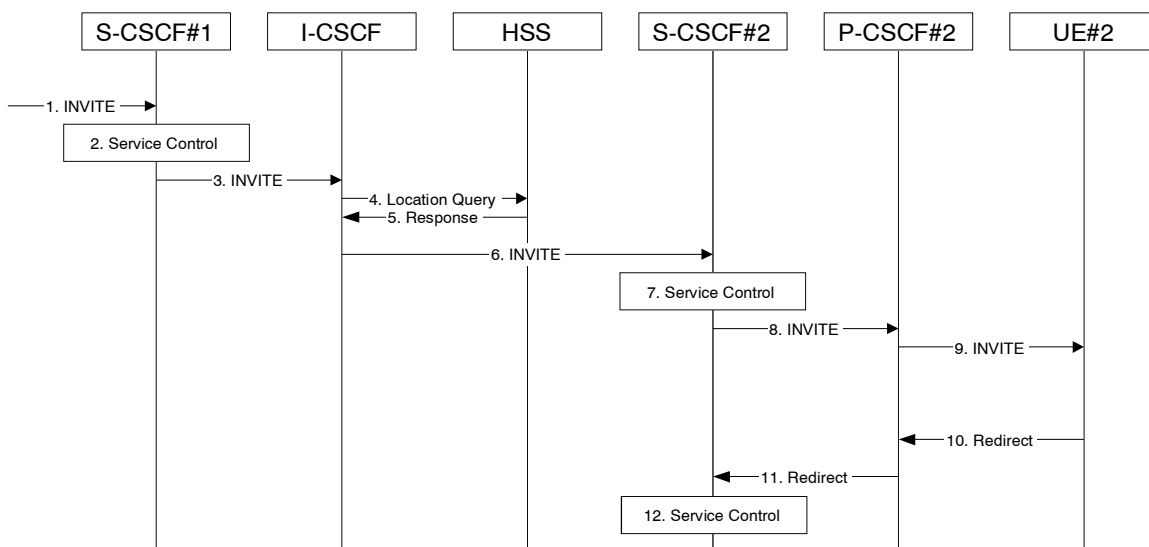 S-CSCF#1
I-CSCF
HSS
S-CSCF#2
P-CSCF#2
UE#2
1. INVITE
2. Service Control
3. INVITE
4. Location Query
5. Response
6. INVITE
7. Service Control
8. INVITE
9. INVITE
10. Redirect
11. Redirect
12. Service Control